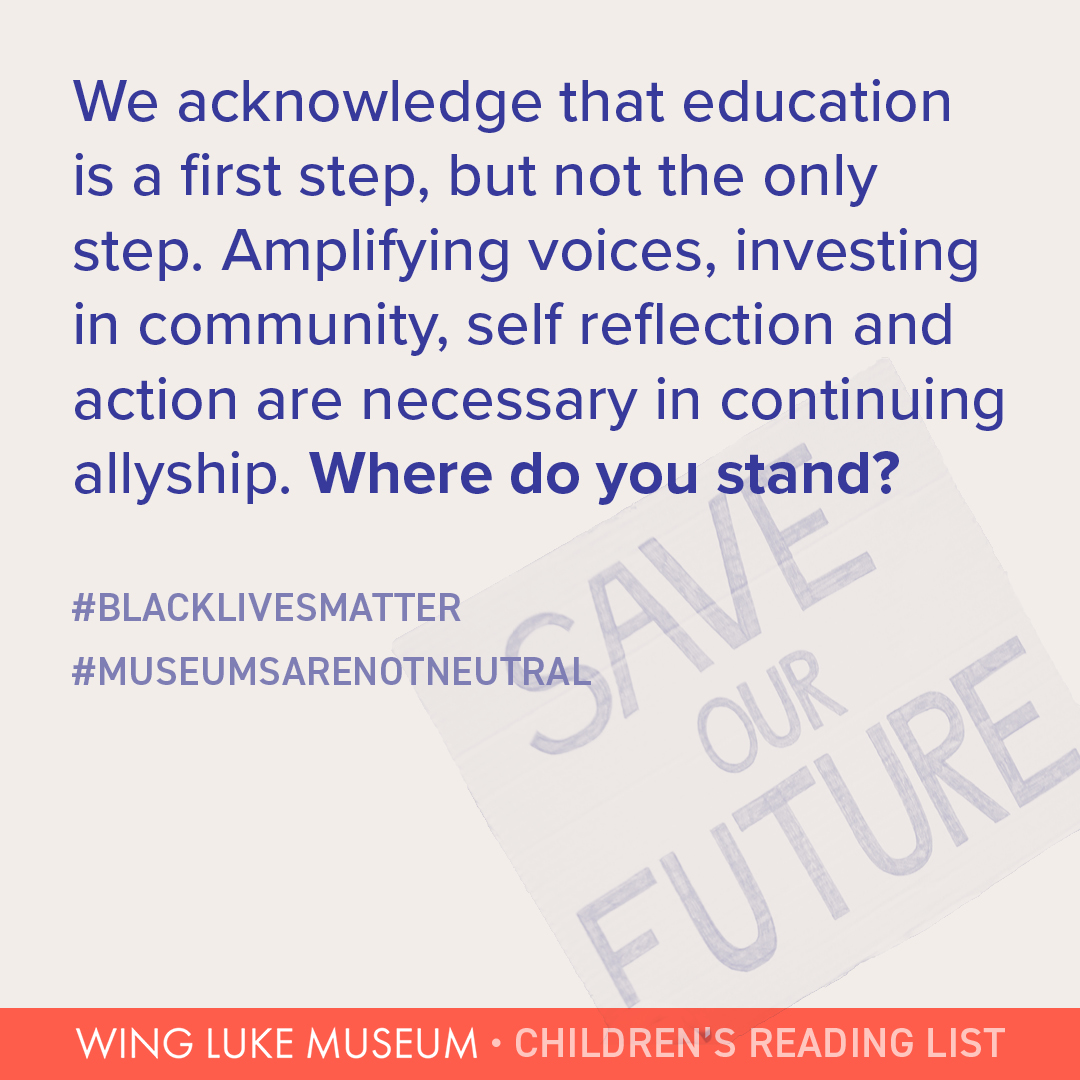 We acknowledge that education
is a first step, but not the only
step. Amplifying voices, investing
in community, self reflection and
action are necessary in continuing
allyship. Where do you stand?
#BLACKLIVESMATTER
#MUSEUMSARENOTNEUTRAL
SAVE
OUR
FUTURE
WING LUKE MUSEUM • CHILDREN'S READING LIST